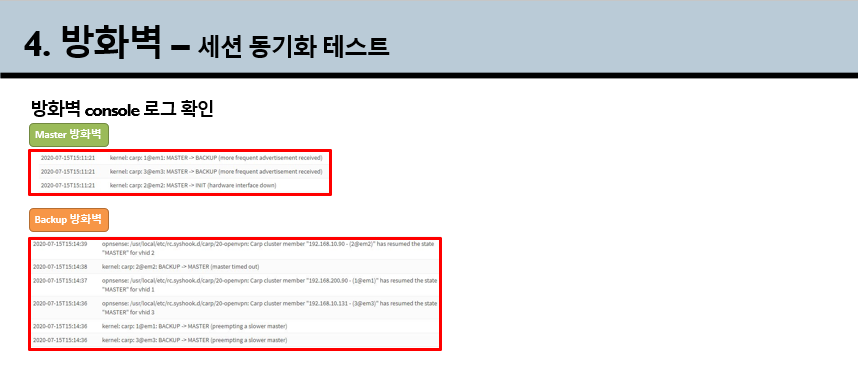 4. 방화벽 – 세션 동기화 테스트
방화벽 console 로그 확인
Master 방화벽
2020-07-15T15:11:21 kernel: carp: 1@em1: MASTER -> BACKUP (more frequent advertisement received)
2020-07-15T15:11:21 kernel: carp: 3@em3: MASTER -> BACKUP (more frequent advertisement received)
2020-07-15T15:11:21 kernel: carp: 2@em2: MASTER -> INIT (hardware interface down)
Backup 방화벽
2020-07-15T15:14:39 opnsense: /usr/local/etc/rc.syshook.d/carp/20-openvpn: Carp cluster member "192.168.10.90 - (2@em2)" has resumed the state
"MASTER" for vhid 2
2020-07-15T15:14:38 kernel: carp: 2@em2: BACKUP -> MASTER (master timed out)
2020-07-15T15:14:37 opnsense: /usr/local/etc/rc.syshook.d/carp/20-openvpn: Carp cluster member "192.168.200.90 - (1@em1)" has resumed the state
"MASTER" for vhid 1
2020-07-15T15:14:36 opnsense: /usr/local/etc/rc.syshook.d/carp/20-openvpn: Carp cluster member "192.168.10.131 - (3@em3)" has resumed the state
"MASTER" for vhid 3
2020-07-15T15:14:36 kernel: carp: 1@em1: BACKUP -> MASTER (preempting a slower master)
2020-07-15T15:14:36 kernel: carp: 3@em3: BACKUP -> MASTER (preempting a slower master)